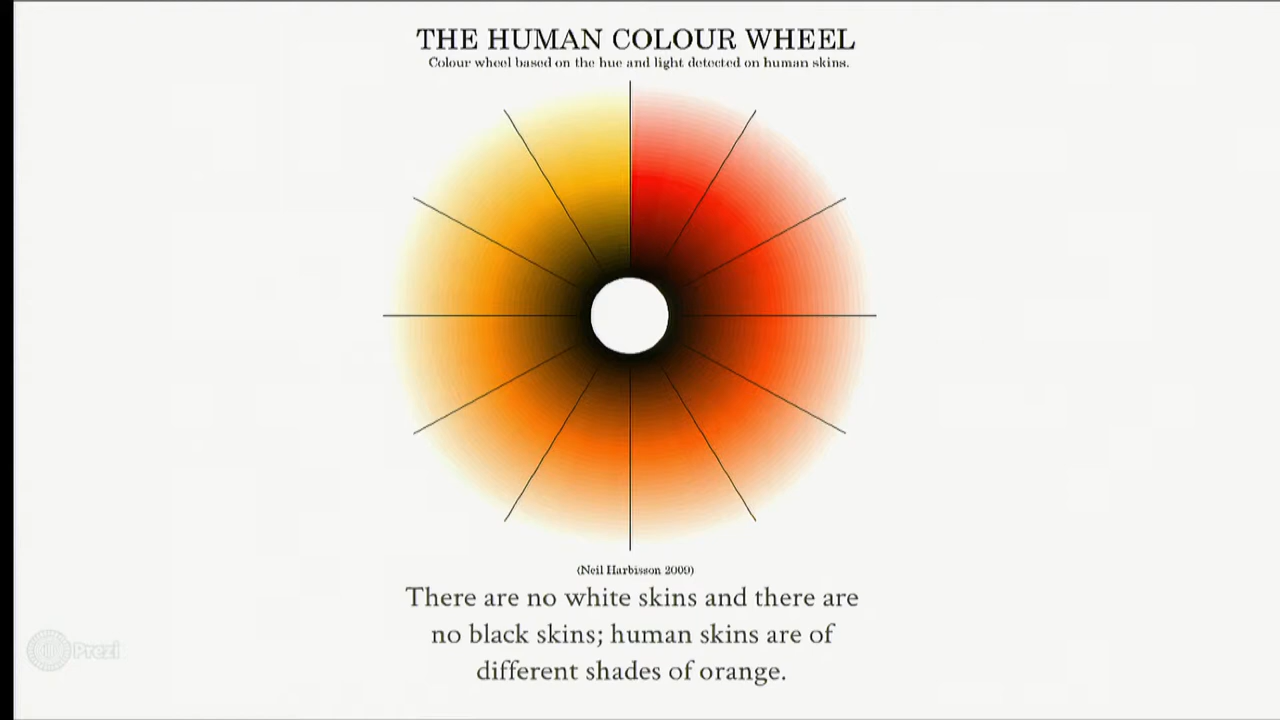 THE HUMAN COLOUR WHEEL
Colour wheel based on the hue and light detected on human skins.
(Neil Harbisson 2009)
There are no white skins and there are
no black skins; human skins are of
different shades of orange.
Prezi